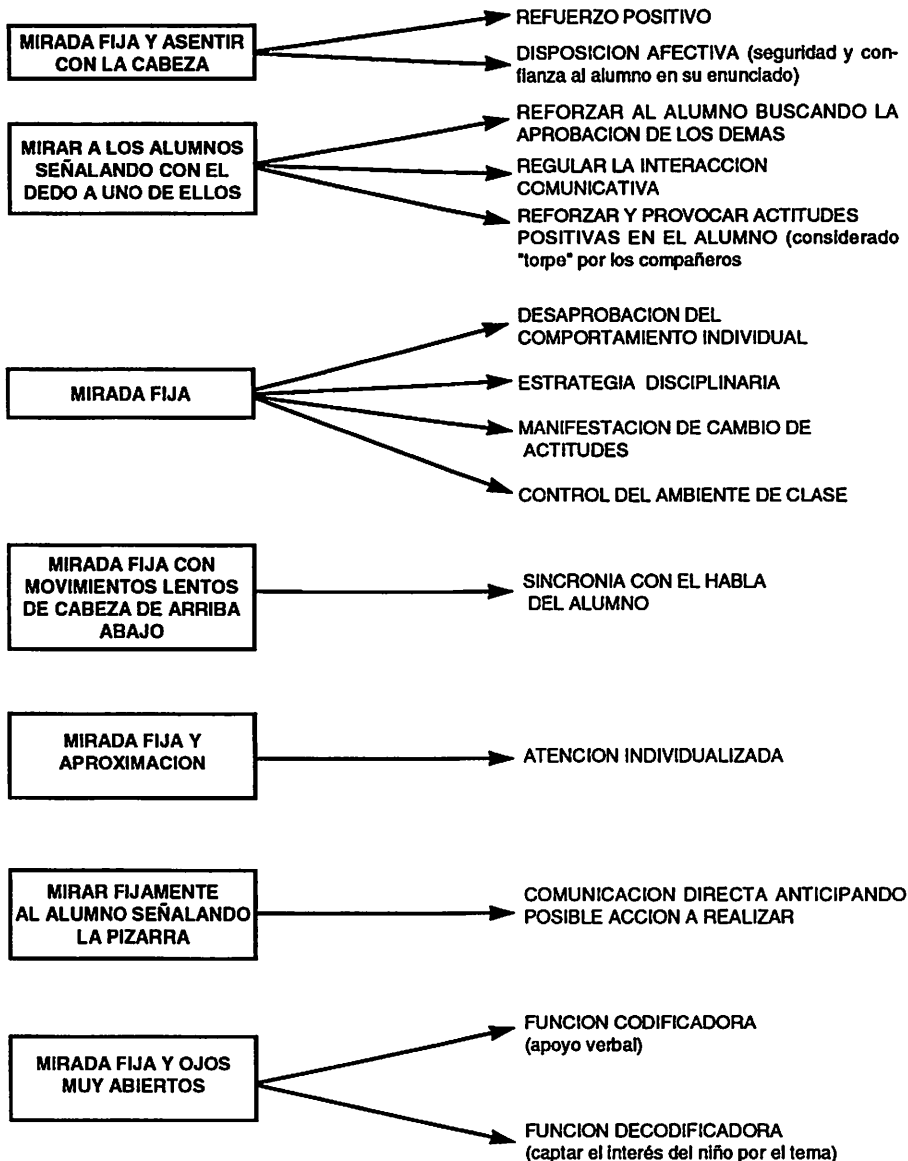 MIRADA FIJA Y ASENTIR
CON LA CABEZA
REFUERZO POSITIVO
DISPOSICION AFECTIVA (seguridad y con-
fianza al alumno en su enunciado)
MIRAR A LOS ALUMNOS
SEÑALANDO CON EL
DEDO A UNO DE ELLOS
REFORZAR AL ALUMNO BUSCANDO LA
APROBACION DE LOS DEMAS
REGULAR LA INTERACCION
COMUNICATIVA
REFORZAR Y PROVOCAR ACTITUDES
POSITIVAS EN EL ALUMNO (considerado
"torpe" por los compañeros
MIRADA FIJA
DESAPROBACION DEL
COMPORTAMIENTO INDIVIDUAL
ESTRATEGIA DISCIPLINARIA
MANIFESTACION DE CAMBIO DE
ACTITUDES
CONTROL DEL AMBIENTE DE CLASE
MIRADA FIJA CON
MOVIMIENTOS LENTOS
DE CABEZA DE ARRIBA
ABAJO
SINCRONIA CON EL HABLA
DEL ALUMNO
MIRADA FIJA Y
APROXIMACION
ATENCION INDIVIDUALIZADA
MIRAR FIJAMENTE
AL ALUMNO SEÑALANDO
LA PIZARRA
COMUNICACION DIRECTA ANTICIPANDO
POSIBLE ACCION A REALIZAR
MIRADA FIJA Y OJOS
MUY ABIERTOS
FUNCION CODIFICADORA
(apoyo verbal)
FUNCION DECODIFICADORA
(captar el interés del niño por el tema)